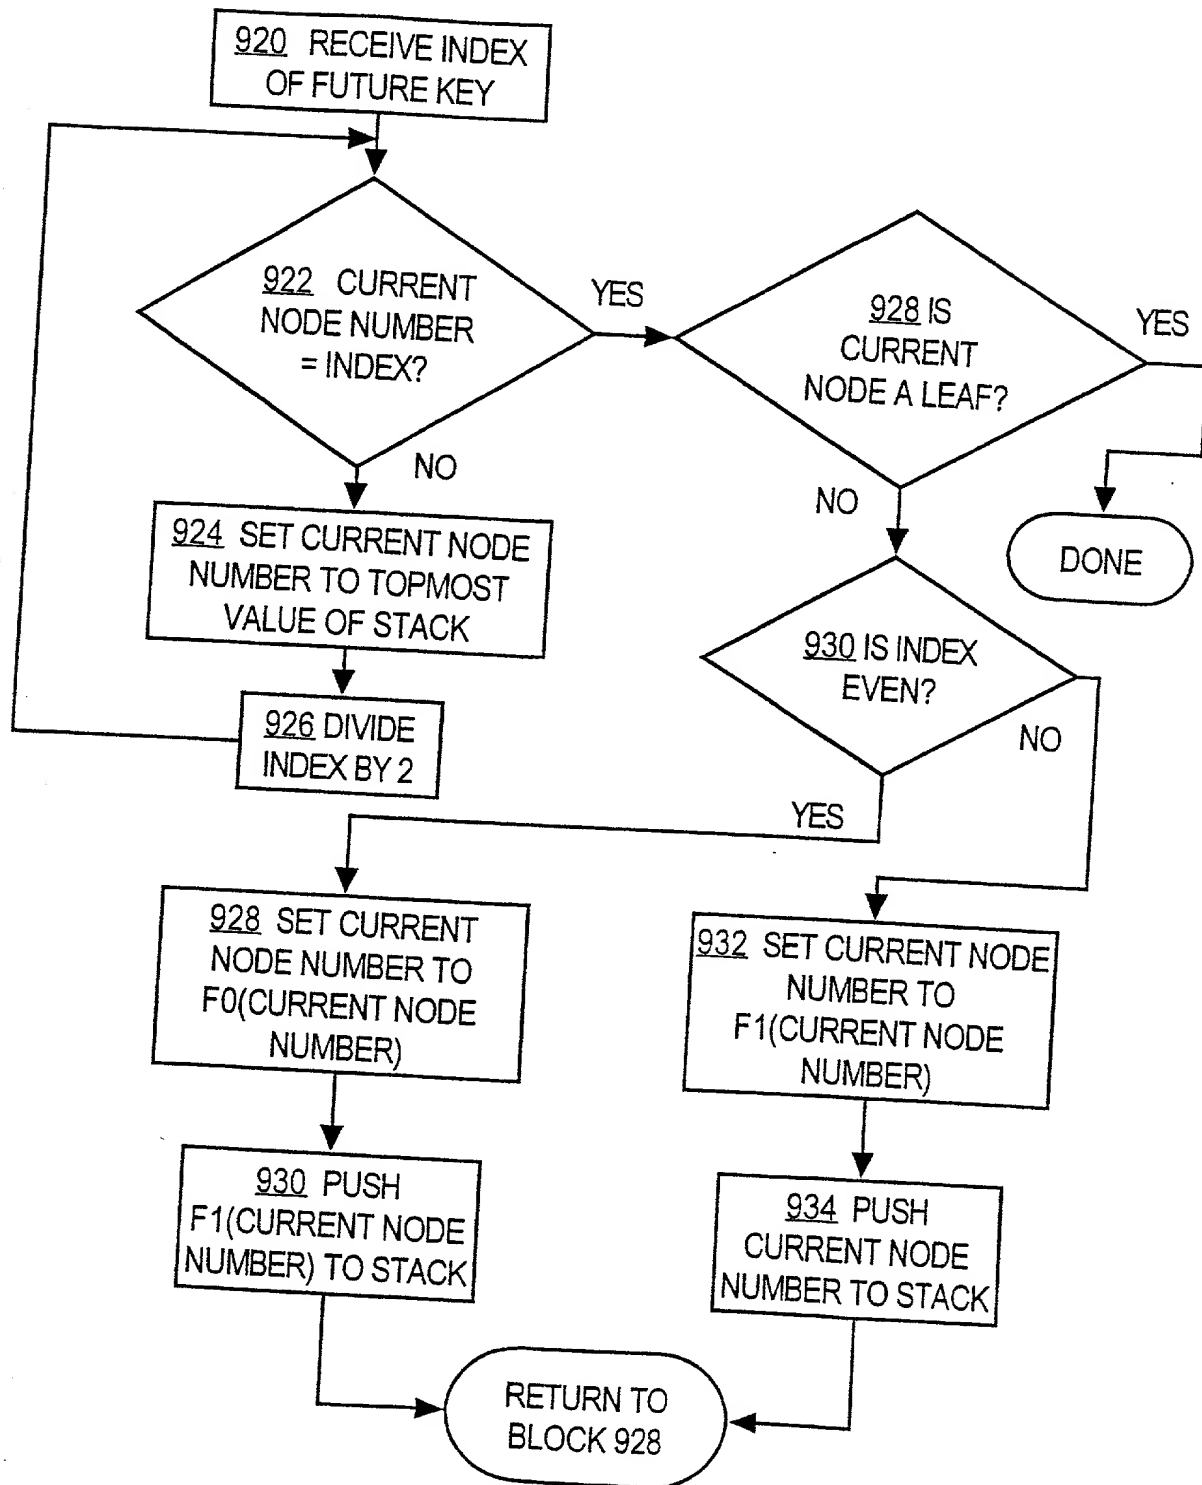 920 RECEIVE INDEX
OF FUTURE KEY
922 CURRENT
NODE NUMBER
= INDEX?
YES
NO
928 IS
CURRENT
NODE A LEAF?
YES
NO
DONE
924 SET CURRENT NODE
NUMBER TO TOPMOST
VALUE OF STACK
926 DIVIDE
INDEX BY 2
930 IS INDEX
EVEN?
NO
YES
928 SET CURRENT
NODE NUMBER TO
F0(CURRENT NODE
NUMBER)
932 SET CURRENT NODE
NUMBER TO
F1(CURRENT NODE
NUMBER)
930 PUSH
F1(CURRENT NODE
NUMBER) TO STACK
934 PUSH
CURRENT NODE
NUMBER TO STACK
RETURN TO
BLOCK 928